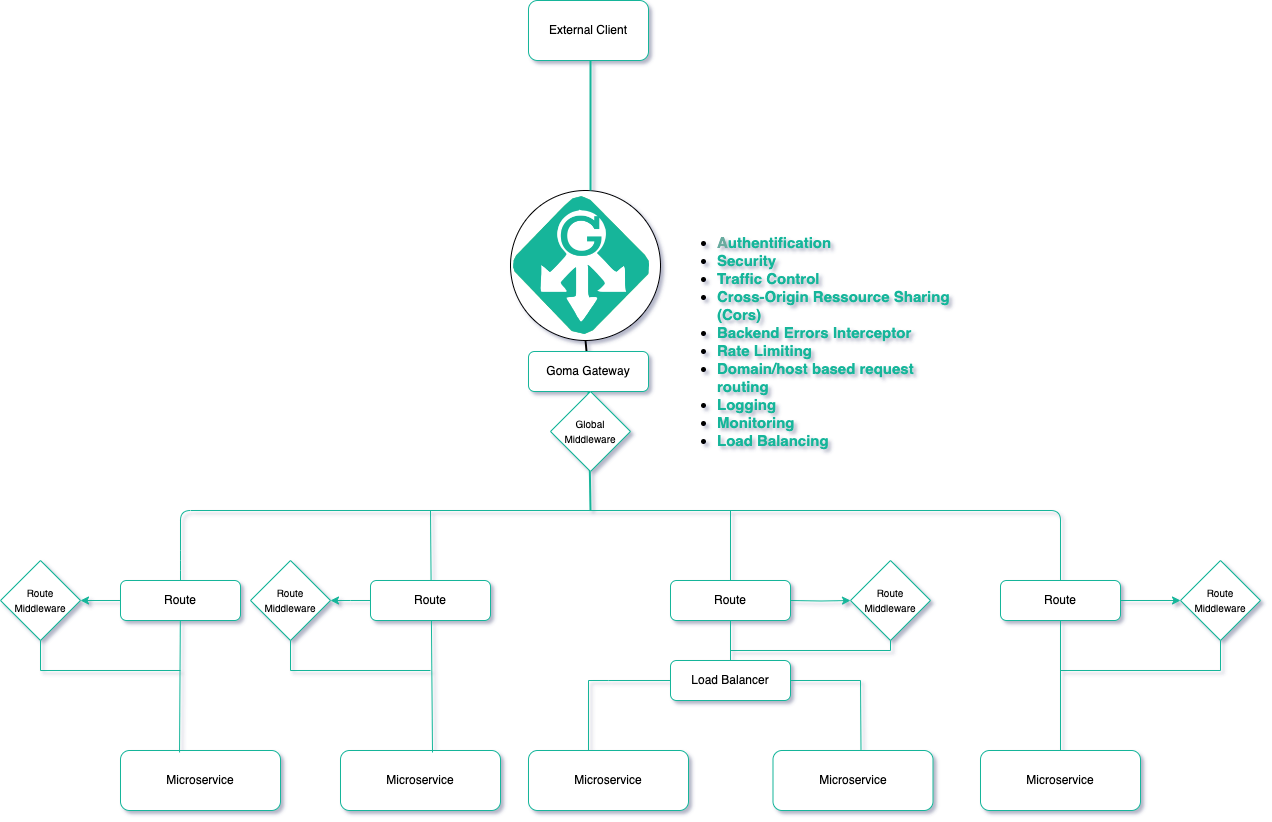 External Client
G
Authentification
Security
Traffic Control
Cross-Origin Ressource Sharing
(Cors)
Backend Errors Interceptor
Rate Limiting
Domain/host based request
routing
Logging
Monitoring
Load Balancing
Goma Gateway
Global
Middleware
Route
Middleware
Route
Route
Middleware
Route
Route
Route
Middleware
Route
Route
Middleware
Load Balancer
Microservice
Microservice
Microservice
Microservice
Microservice